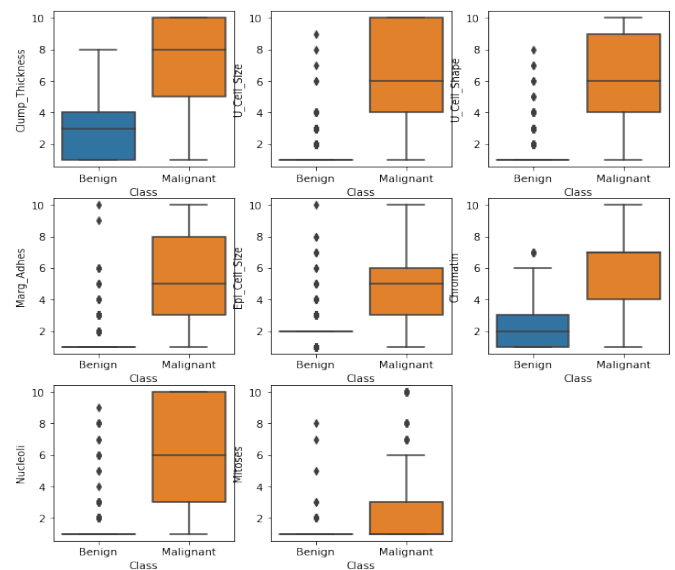 Clump_Thickness
10
8
6
4
2
Benign
Malignant
Class
U_Cell_Size
10
8
6
4
2
Benign
Malignant
Class
U_Cell_Shape
10
8
6
4
2
Benign
Malignant
Class
Marg_Adhes
10
8
6
4
2
Benign
Malignant
Class
Epi_Cell_Size
10
8
6
4
2
Benign
Malignant
Class
Chromatin
10
8
6
4
2
Benign
Malignant
Class
Nucleoli
10
8
6
4
2
Benign
Malignant
Class
Mitoses
10
8
6
4
2
Benign
Malignant
Class